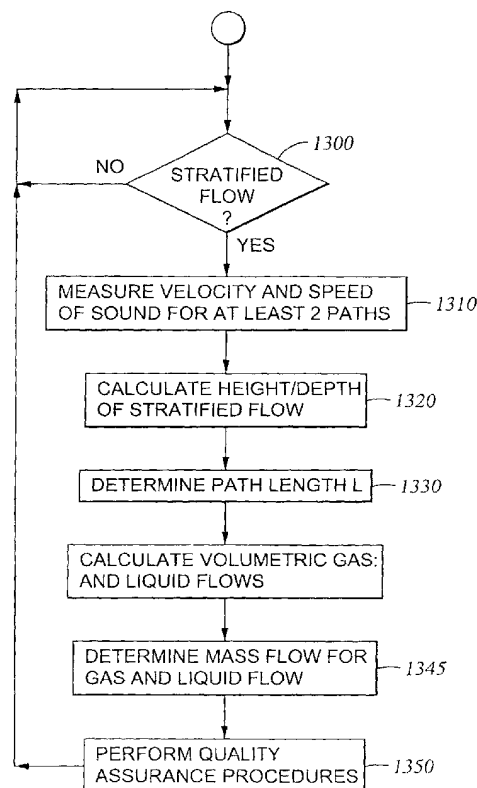 1300
STRATIFIED
FLOW
?
NO
YES
MEASURE VELOCITY AND SPEED
OF SOUND FOR AT LEAST 2 PATHS
1310
CALCULATE HEIGHT/DEPTH
OF STRATIFIED FLOW
1320
DETERMINE PATH LENGTH L
1330
CALCULATE VOLUMETRIC GAS:
AND LIQUID FLOWS
DETERMINE MASS FLOW FOR
GAS AND LIQUID FLOW
1345
PERFORM QUALITY
ASSURANCE PROCEDURES
1350